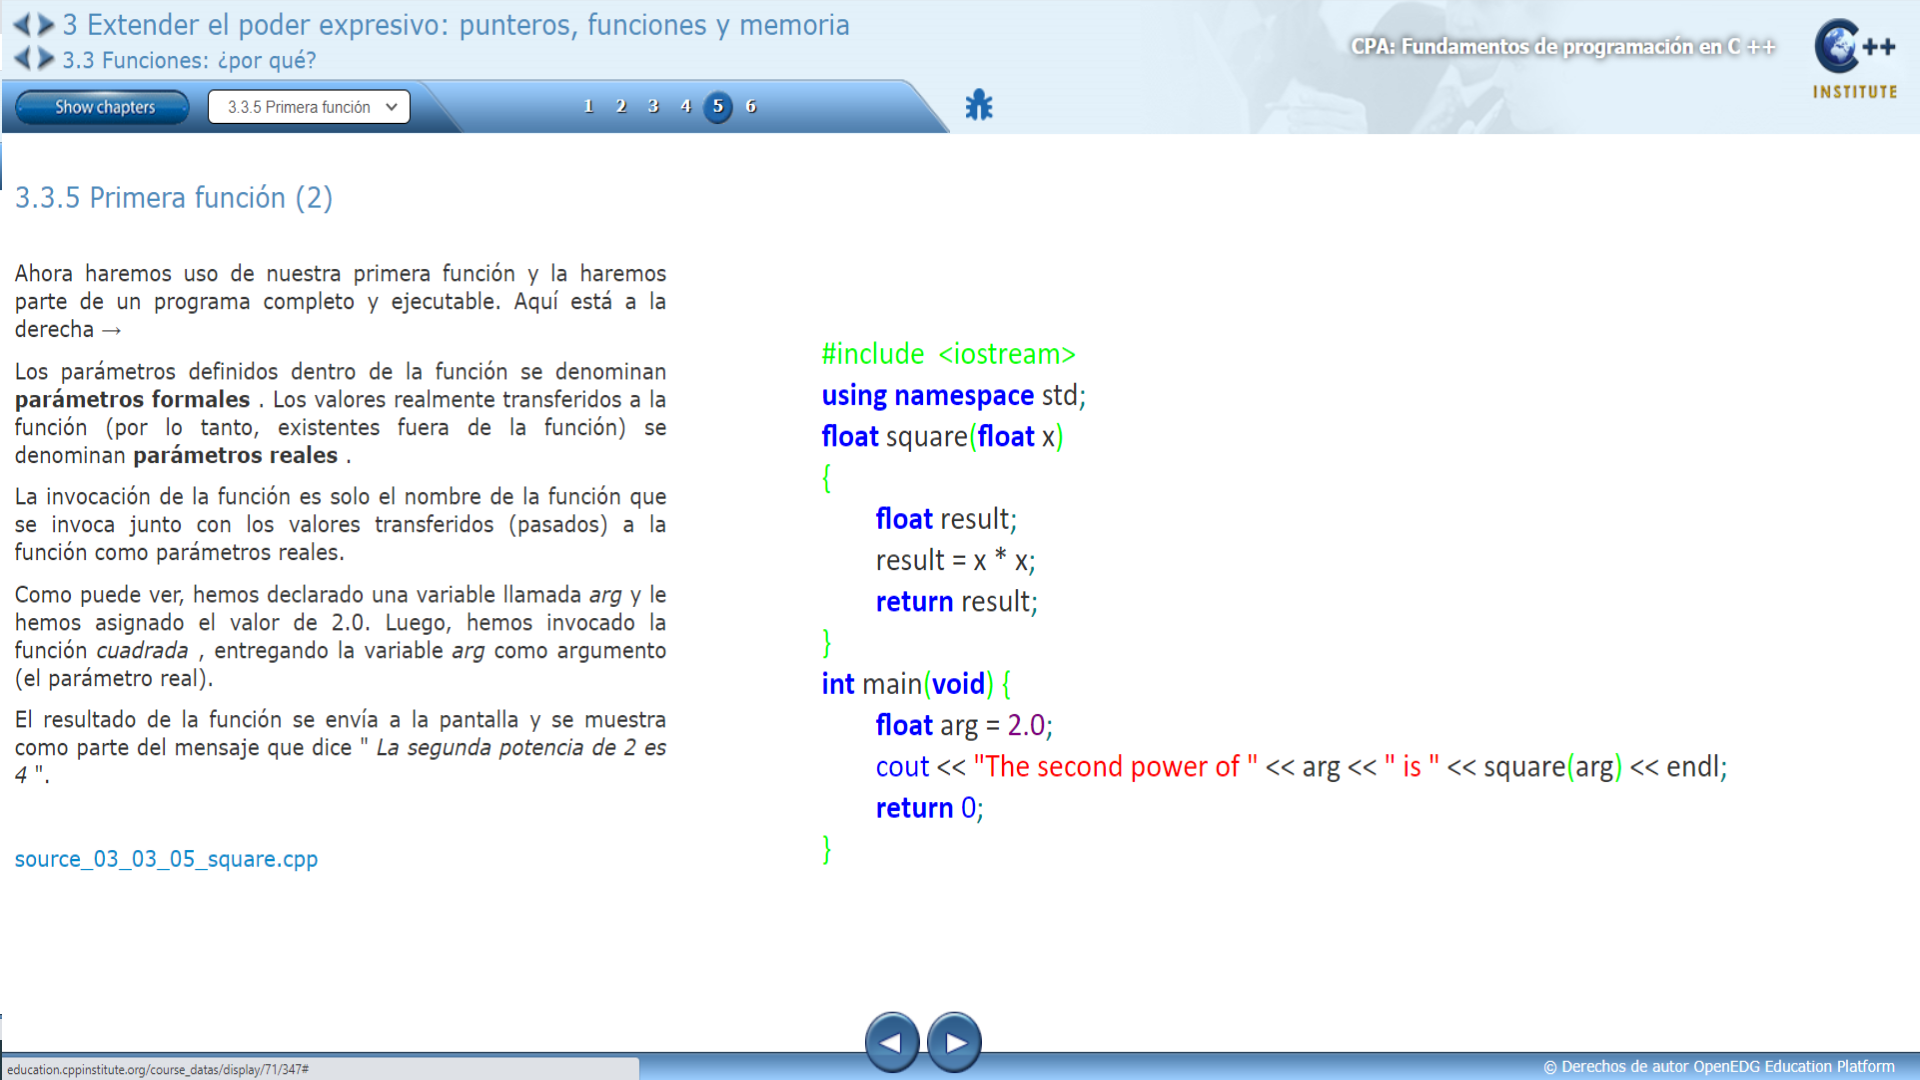 3 Extender el poder expresivo: punteros, funciones y memoria
3.3 Funciones: ¿por qué?
CPA: Fundamentos de programación en C ++
C++
INSTITUTE
Show chapters
3.3.5 Primera función
1 2 3 4 5 6
3.3.5 Primera función (2)
Ahora haremos uso de nuestra primera función y la haremos
parte de un programa completo y ejecutable. Aquí está a la
derecha →
Los parámetros definidos dentro de la función se denominan
parámetros formales . Los valores realmente transferidos a la
función (por lo tanto, existentes fuera de la función) se
denominan parámetros reales .
La invocación de la función es solo el nombre de la función que
se invoca junto con los valores transferidos (pasados) a la
función como parámetros reales.
Como puede ver, hemos declarado una variable llamada arg y le
hemos asignado el valor de 2.0. Luego, hemos invocado la
función cuadrada , entregando la variable arg como argumento
(el parámetro real).
El resultado de la función se envía a la pantalla y se muestra
como parte del mensaje que dice " La segunda potencia de 2 es
4 ".
source_03_03_05_square.cpp
#include <iostream>
using namespace std;
float square(float x)
{
float result;
result = x * x;
return result;
}
int main(void) {
float arg = 2.0;
cout << "The second power of " << arg << " is " << square(arg) << endl;
return 0;
}
education.cppinstitute.org/course_datas/display/71/347#
© Derechos de autor OpenEDG Education Platform